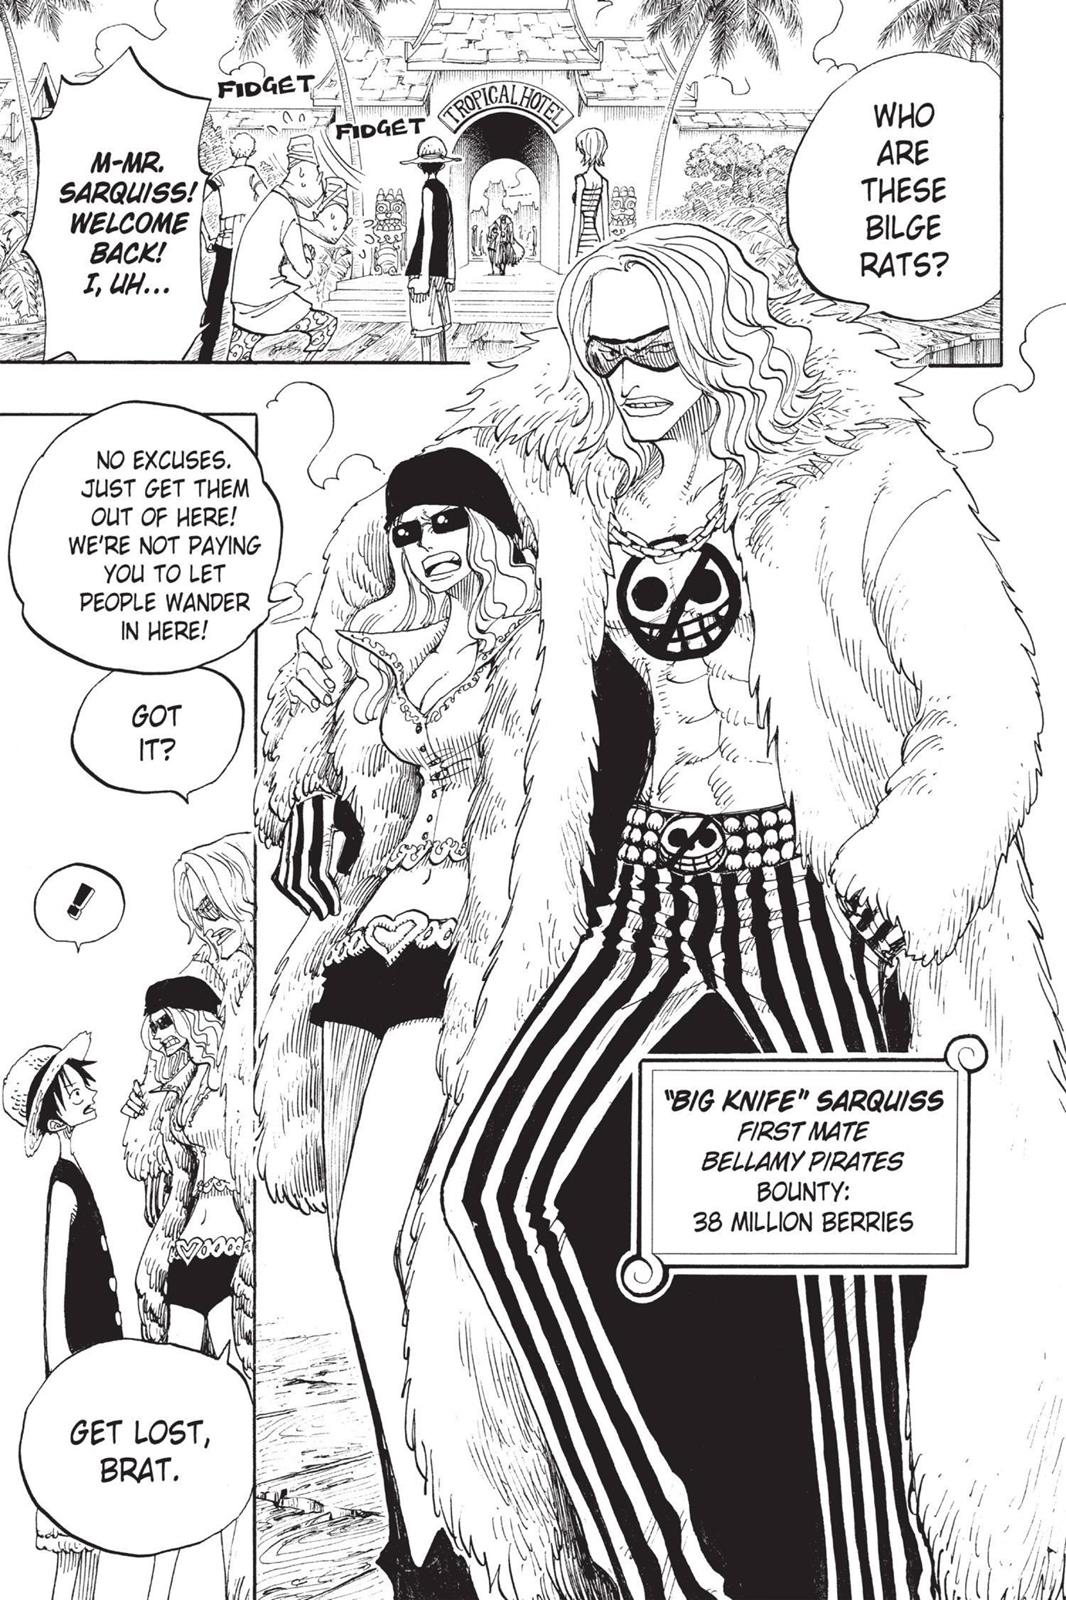 WHO
ARE
THESE
BILGE
RATS?
TROPICAL HOTEL
FIDGET
FIDGET
M-MR.
SARQUISS!
WELCOME
BACK!
I, UH...
NO EXCUSES.
JUST GET THEM
OUT OF HERE!
WE'RE NOT PAYING
YOU TO LET
PEOPLE WANDER
IN HERE!
GOT
IT?
"BIG KNIFE" SARQUISS
FIRST MATE
BELLAMY PIRATES
BOUNTY:
38 MILLION BERRIES
!
GET LOST,
BRAT.